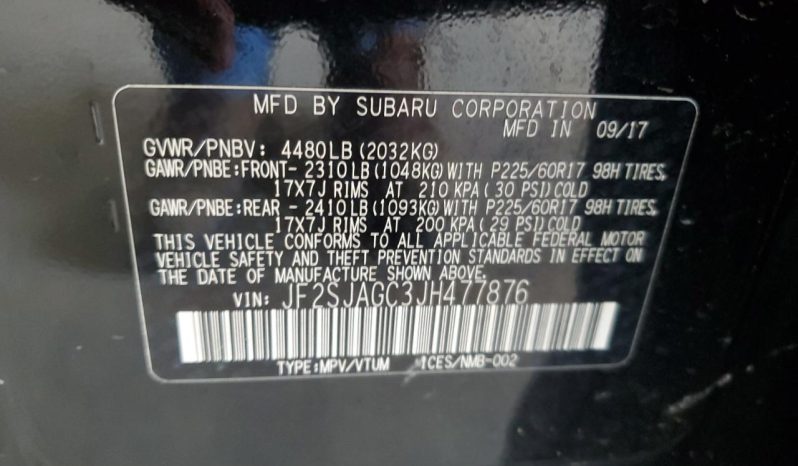 MFD BY SUBARU CORPORATION
MFD IN 09/17
GVWR/PNBV: 4480LB (2032KG)
GAWR/PNBE:FRONT- 2310LB (1048KG) WITH P225/60R17 98H TIRES,
17X7J RIMS AT 210 KPA (30 PSI) COLD
GAWR/PNBE:REAR - 2410LB (1093KG) WITH P225/60R17 98H TIRES,
17X7J RIMS AT 200 KPA (29 PSI) COLD
THIS VEHICLE CONFORMS TO ALL APPLICABLE FEDERAL MOTOR
VEHICLE SAFETY AND THEFT PREVENTION STANDARDS IN EFFECT ON
THE DATE OF MANUFACTURE SHOWN ABOVE.
VIN: JF2SJAGC3JH477876
TYPE:MPV/VTUM ICES/NMB-002